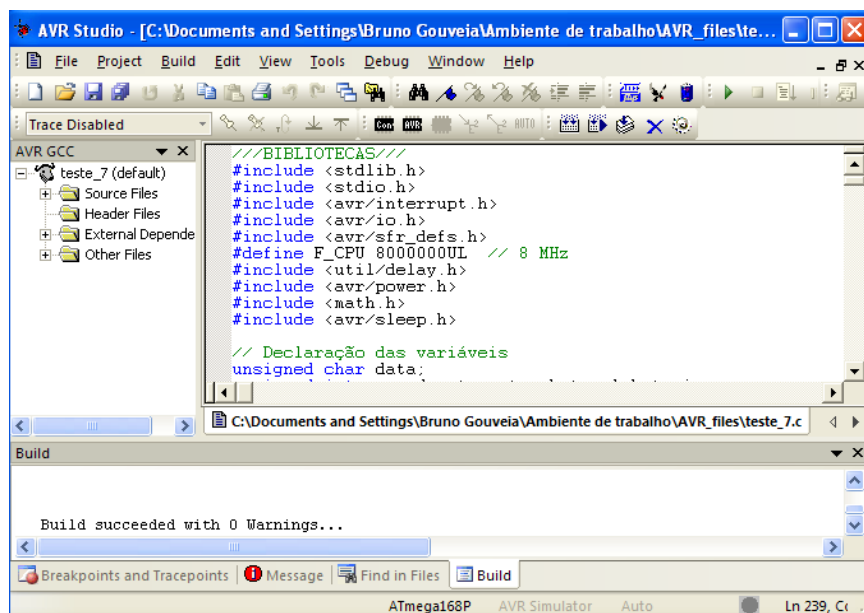 AVR Studio - [C:\Documents and Settings\Bruno Gouveia\Ambiente de trabalho\AVR_files\te...
File Project Build Edit View Tools Debug Window Help
Trace Disabled
Con AVR AUTO
AVR GCC
teste_7 (default)
Source Files
Header Files
External Depende
Other Files
///BIBLIOTECAS///
#include <stdlib.h>
#include <stdio.h>
#include <avr/interrupt.h>
#include <avr/io.h>
#include <avr/sfr_defs.h>
#define F_CPU 8000000UL // 8 MHz
#include <util/delay.h>
#include <avr/power.h>
#include <math.h>
#include <avr/sleep.h>
// Declaração das variáveis
unsigned char data;
C:\Documents and Settings\Bruno Gouveia\Ambiente de trabalho\AVR_files\teste_7.c
Build
Build succeeded with 0 Warnings...
Breakpoints and Tracepoints Message Find in Files Build
ATmega168P AVR Simulator Auto Ln 239,